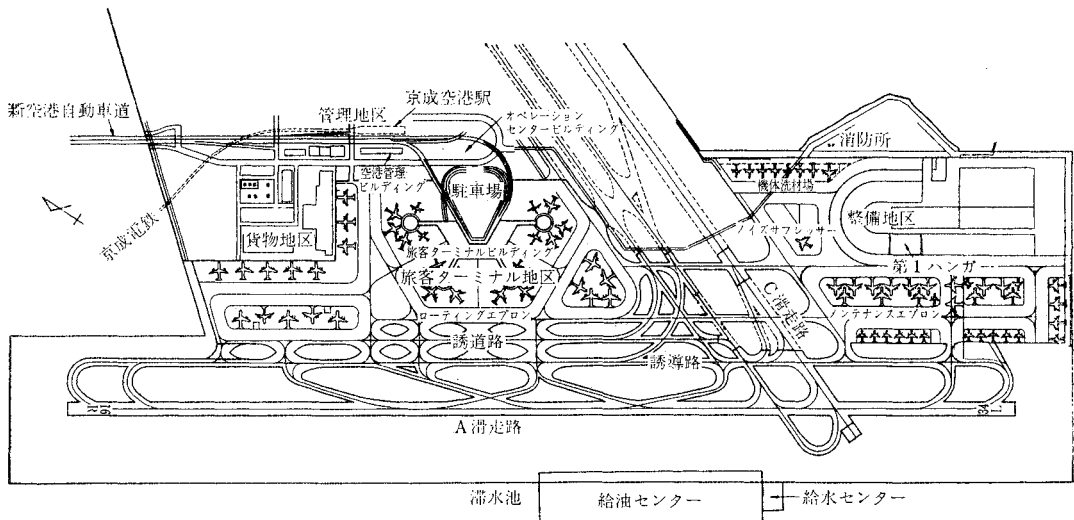 新空港自動車道
管理地区
京成空港駅
オペレーション
センタービルディング
空港管理
ビルディング
駐車場
消防所
機体洗材場
整備地区
ノイズサプレッサー
京成電鉄
貨物地区
旅客ターミナルビルディング
旅客ターミナル地区
第1ハンガー
C滑走路
ローディングエプロン
メンテナンスエプロン
誘道路
誘導路
16
R
34
L
A滑走路
滞水池
給油センター
給水センター